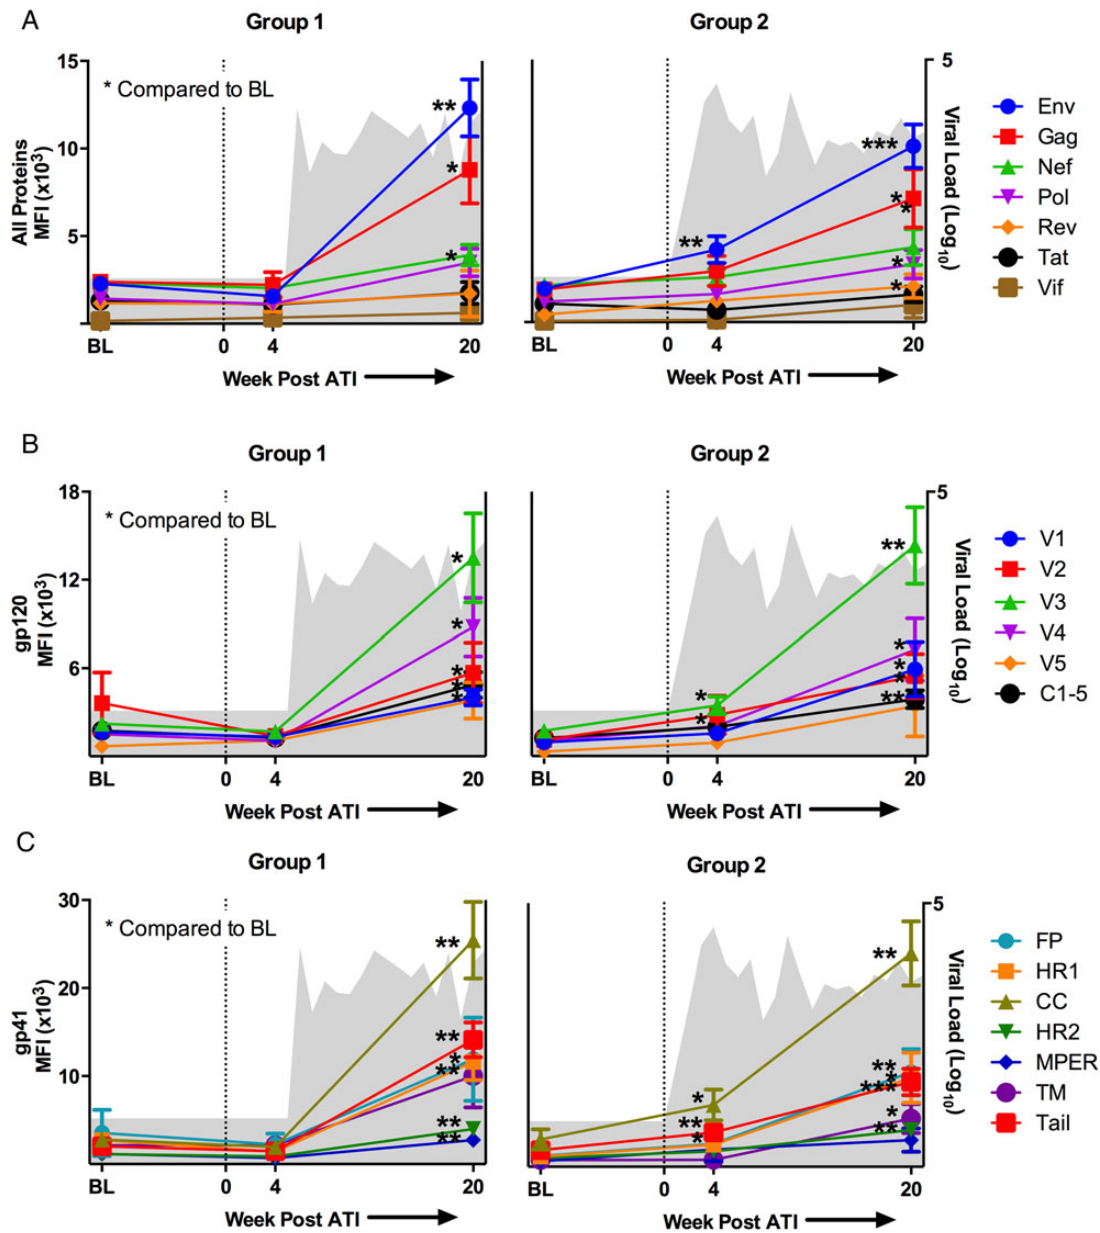 A
Group 1
Group 2
* Compared to BL
15
10
5
All Proteins
MFI (x10³)
**
*
*
BL
0
4
20
Week Post ATI
**
***
*
*
*
*
BL
0
4
20
Week Post ATI
5
Viral Load (Log₁₀)
Env
Gag
Nef
Pol
Rev
Tat
Vif
B
Group 1
Group 2
* Compared to BL
18
12
6
gp120
MFI (x10³)
*
*
*
*
*
BL
0
4
20
Week Post ATI
*
*
**
*
*
*
**
BL
0
4
20
Week Post ATI
5
Viral Load (Log₁₀)
V1
V2
V3
V4
V5
C1-5
C
Group 1
Group 2
* Compared to BL
30
20
10
gp41
MFI (x10³)
**
**
*
**
**
**
BL
0
4
20
Week Post ATI
*
**
*
**
**
*
***
*
**
BL
0
4
20
Week Post ATI
5
Viral Load (Log₁₀)
FP
HR1
CC
HR2
MPER
TM
Tail